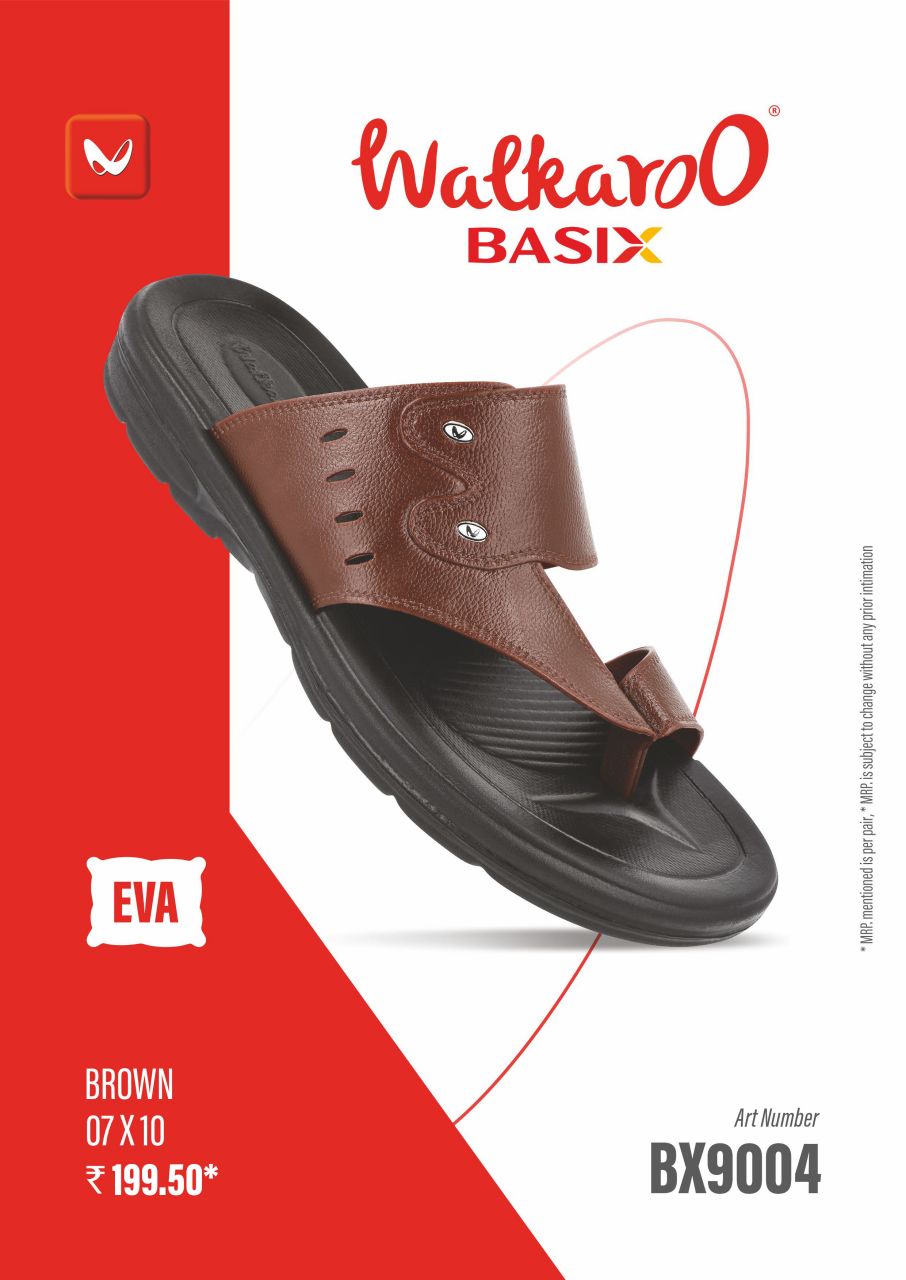 Walkaroo®
BASIX
EVA
BROWN
07 X 10
₹ 199.50*
Art Number
BX9004
* MRP. mentioned is per pair, * MRP. is subject to change without any prior intimation